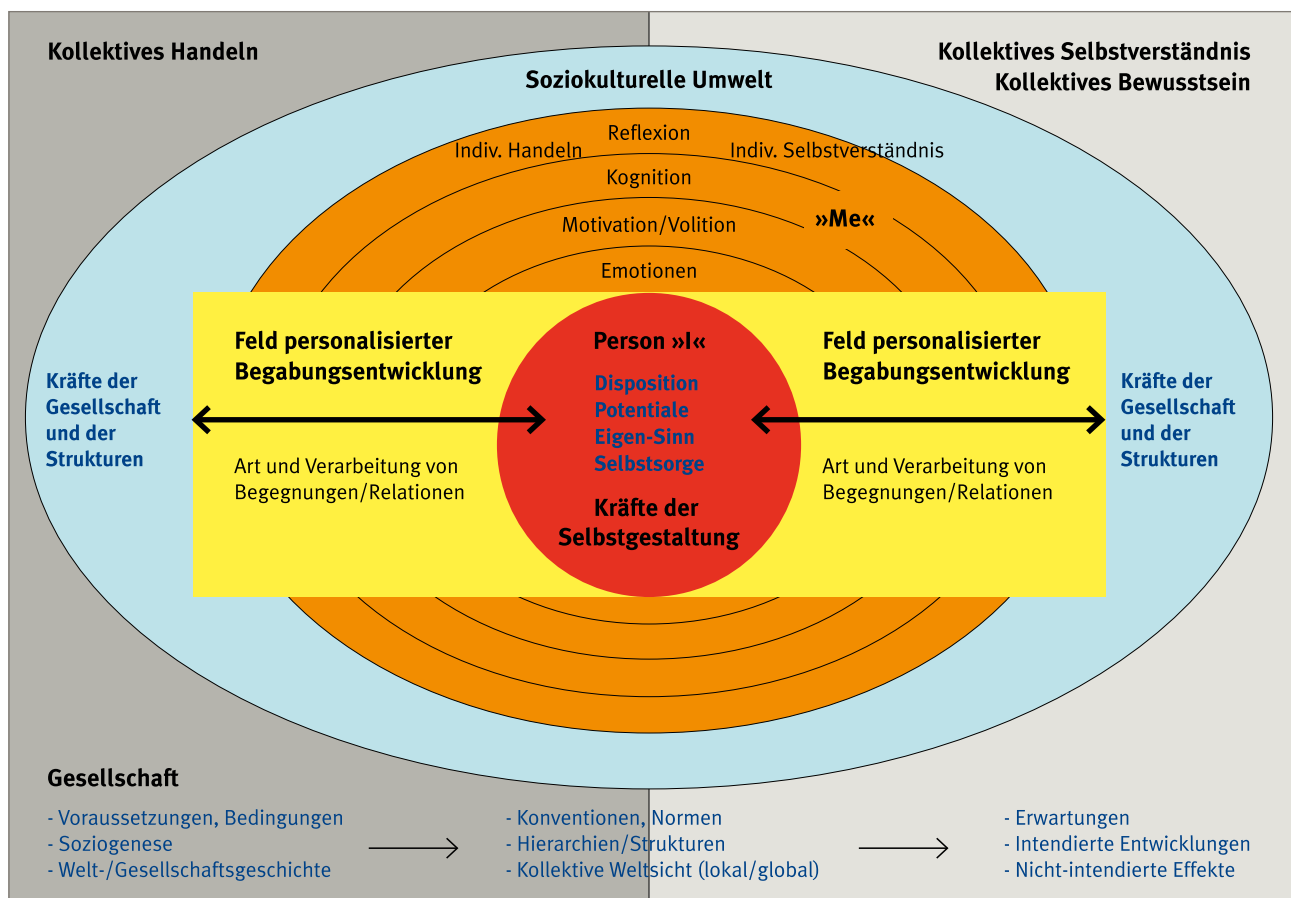 Kollektives Handeln
Kollektives Selbstverständnis
Kollektives Bewusstsein
Soziokulturelle Umwelt
Reflexion
Indiv. Handeln
Indiv. Selbstverständnis
Kognition
»Me«
Motivation/Volition
Emotionen
Feld personalisierter
Begabungsentwicklung
Person »I«
Feld personalisierter
Begabungsentwicklung
Kräfte der
Gesellschaft
und der
Strukturen
Disposition
Potentiale
Eigen-Sinn
Selbstsorge
Kräfte der
Gesellschaft
und der
Strukturen
Art und Verarbeitung von
Begegnungen/Relationen
Kräfte der
Selbstgestaltung
Art und Verarbeitung von
Begegnungen/Relationen
Gesellschaft
- Voraussetzungen, Bedingungen
- Soziogenese
- Welt-/Gesellschaftsgeschichte
- Konventionen, Normen
- Hierarchien/Strukturen
- Kollektive Weltsicht (lokal/global)
- Erwartungen
- Intendierte Entwicklungen
- Nicht-intendierte Effekte